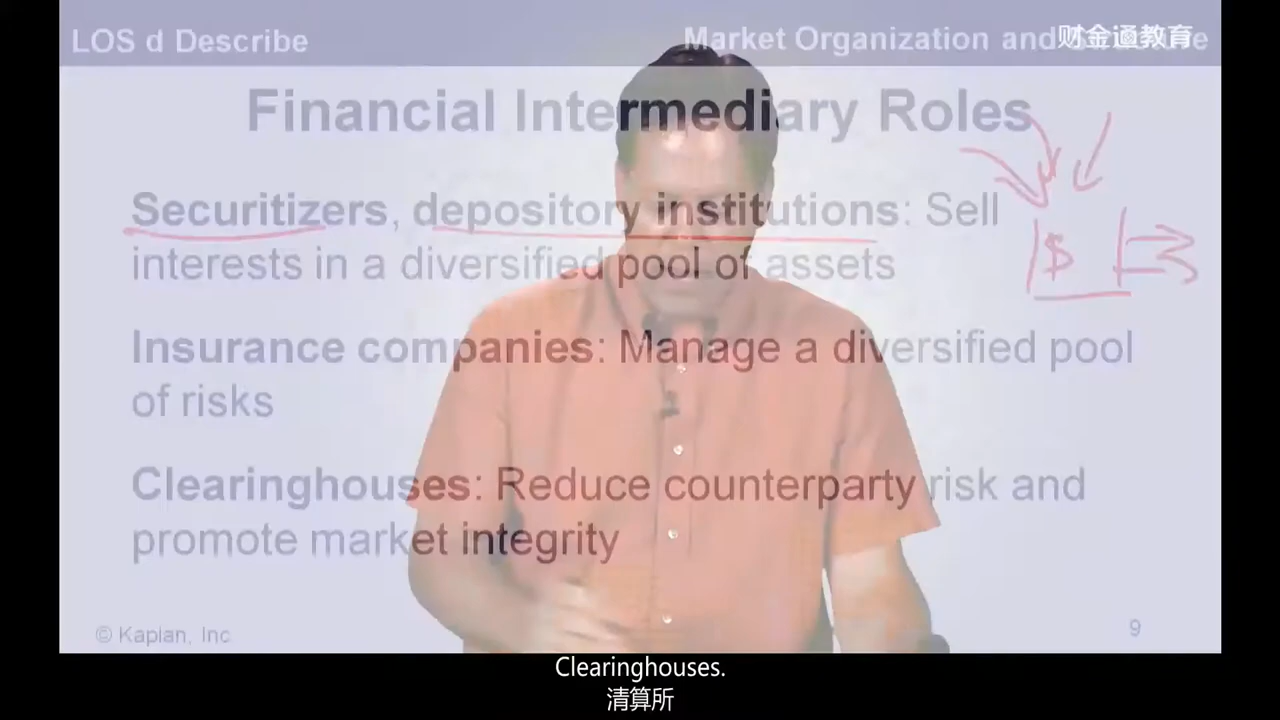 LOS d Describe
Market Organization and
财金通教育
Financial Intermediary Roles
Securitizers, depository institutions: Sell
interests in a diversified pool of assets
$
Insurance companies: Manage a diversified pool
of risks
Clearinghouses: Reduce counterparty risk and
promote market integrity
© Kaplan, Inc
9
Clearinghouses.
清算所